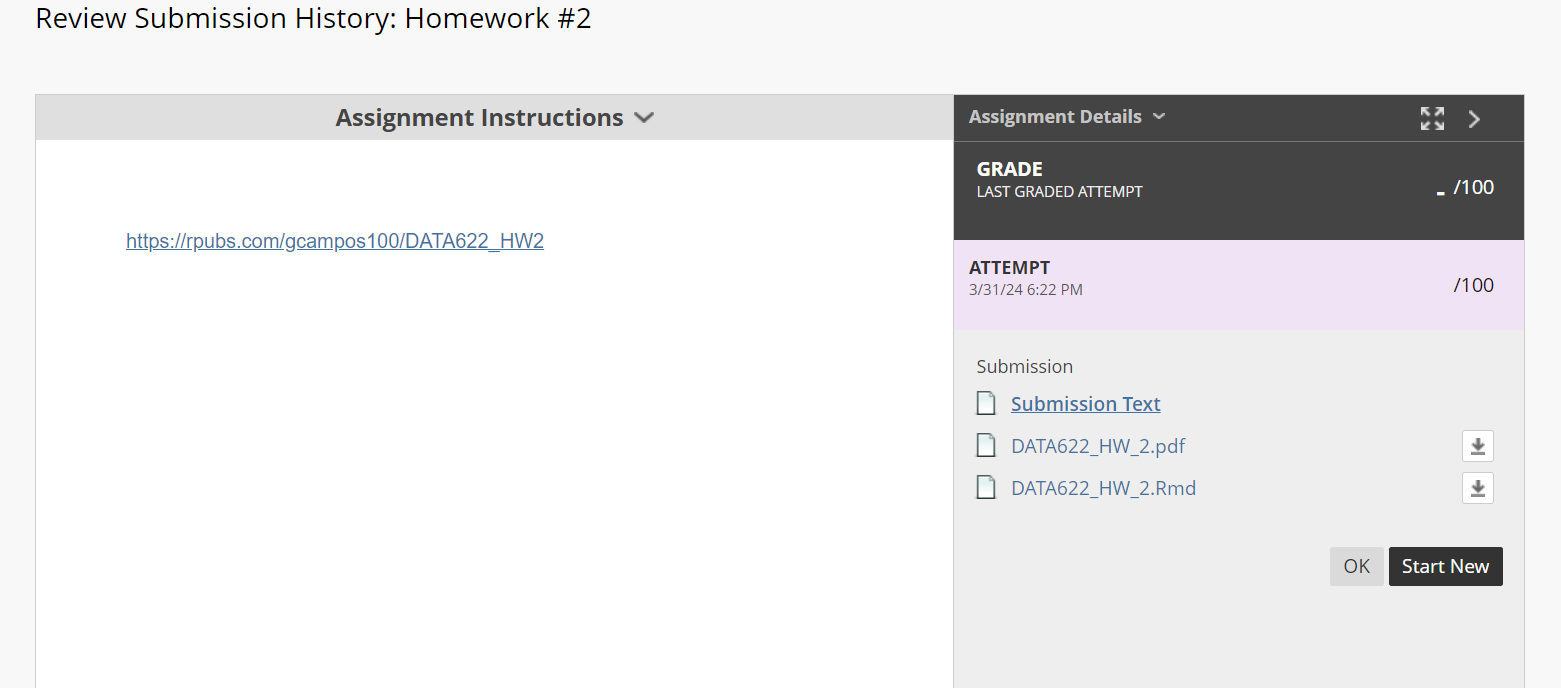 Review Submission History: Homework #2
Assignment Instructions
https://rpubs.com/gcampos100/DATA622_HW2
Assignment Details
GRADE
LAST GRADED ATTEMPT
- /100
ATTEMPT
3/31/24 6:22 PM
/100
Submission
Submission Text
DATA622_HW_2.pdf
DATA622_HW_2.Rmd
OK Start New